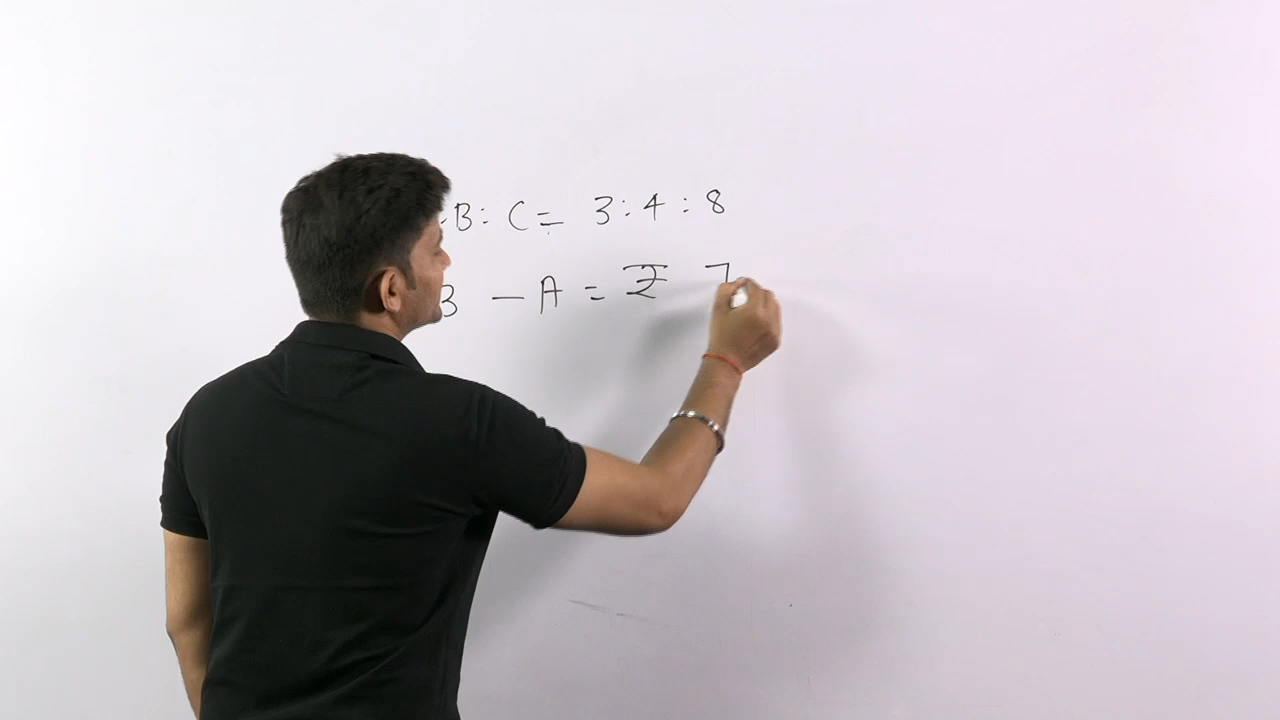 :B: C= 3:4:8
B - A = ₹ 7